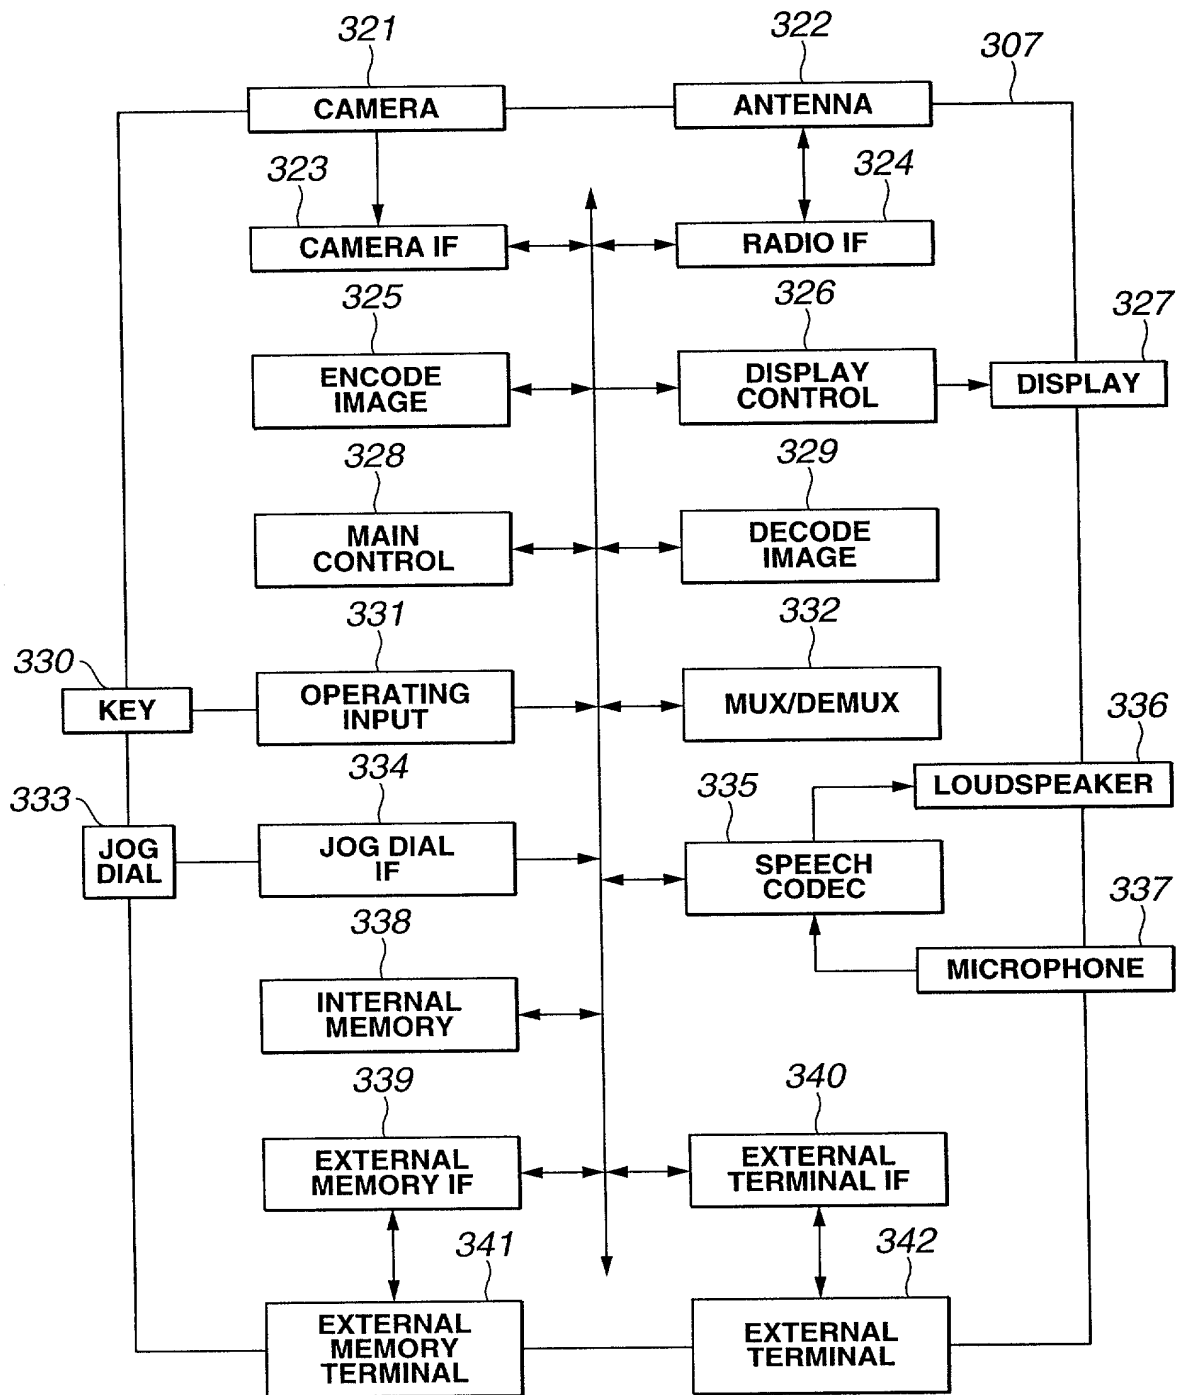 321
322
307
CAMERA
ANTENNA
323
324
CAMERA IF
RADIO IF
325
326
327
ENCODE
IMAGE
DISPLAY
CONTROL
DISPLAY
328
329
MAIN
CONTROL
DECODE
IMAGE
331
332
330
KEY
OPERATING
INPUT
MUX/DEMUX
336
334
335
LOUDSPEAKER
333
JOG
DIAL
JOG DIAL
IF
SPEECH
CODEC
337
338
MICROPHONE
INTERNAL
MEMORY
339
340
EXTERNAL
MEMORY IF
EXTERNAL
TERMINAL IF
341
342
EXTERNAL
MEMORY
TERMINAL
EXTERNAL
TERMINAL